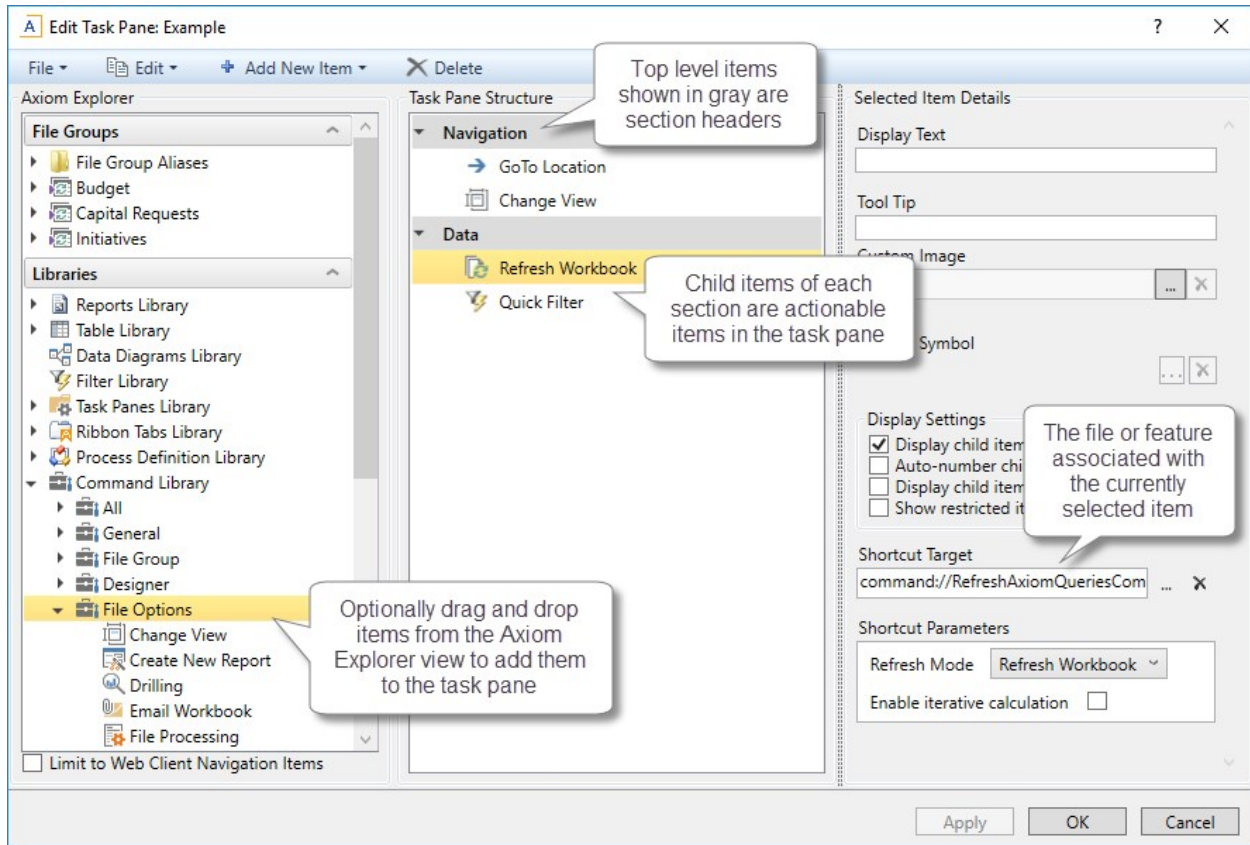 A Edit Task Pane: Example ?
File Edit Add New Item Delete
Axiom Explorer
File Groups
File Group Aliases
Budget
Capital Requests
Initiatives
Libraries
Reports Library
Table Library
Data Diagrams Library
Filter Library
Task Panes Library
Ribbon Tabs Library
Process Definition Library
Command Library
All
General
File Group
Designer
File Options
Change View
Create New Report
Drilling
Email Workbook
File Processing
Limit to Web Client Navigation Items
Optionally drag and drop
items from the Axiom
Explorer view to add them
to the task pane
Task Pane Structure
Top level items
shown in gray are
section headers
Navigation
GoTo Location
Change View
Data
Refresh Workbook
Quick Filter
Child items of each
section are actionable
items in the task pane
Selected Item Details
Display Text
Tool Tip
Custom Image
...
Symbol
...
Display Settings
Display child item
Auto-number chi
Display child item
Show restricted it
The file or feature
associated with
the currently
selected item
Shortcut Target
command://RefreshAxiomQueriesCom ...
Shortcut Parameters
Refresh Mode Refresh Workbook
Enable iterative calculation
Apply OK Cancel